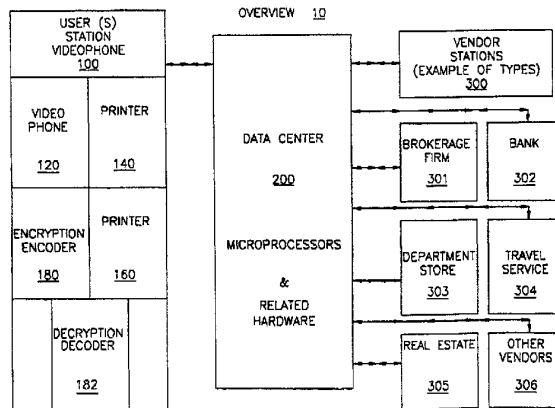 OVERVIEW 10
USER (S)
STATION
VIDEOPHONE
100
VIDEO
PHONE
120
PRINTER
140
ENCRYPTION
ENCODER
180
PRINTER
160
DECRYPTION
DECODER
182
DATA CENTER
200
MICROPROCESSORS
&
RELATED
HARDWARE
VENDOR
STATIONS
(EXAMPLE OF TYPES)
300
BROKERAGE
FIRM
301
BANK
302
DEPARTMENT
STORE
303
TRAVEL
SERVICE
304
REAL ESTATE
305
OTHER
VENDORS
306